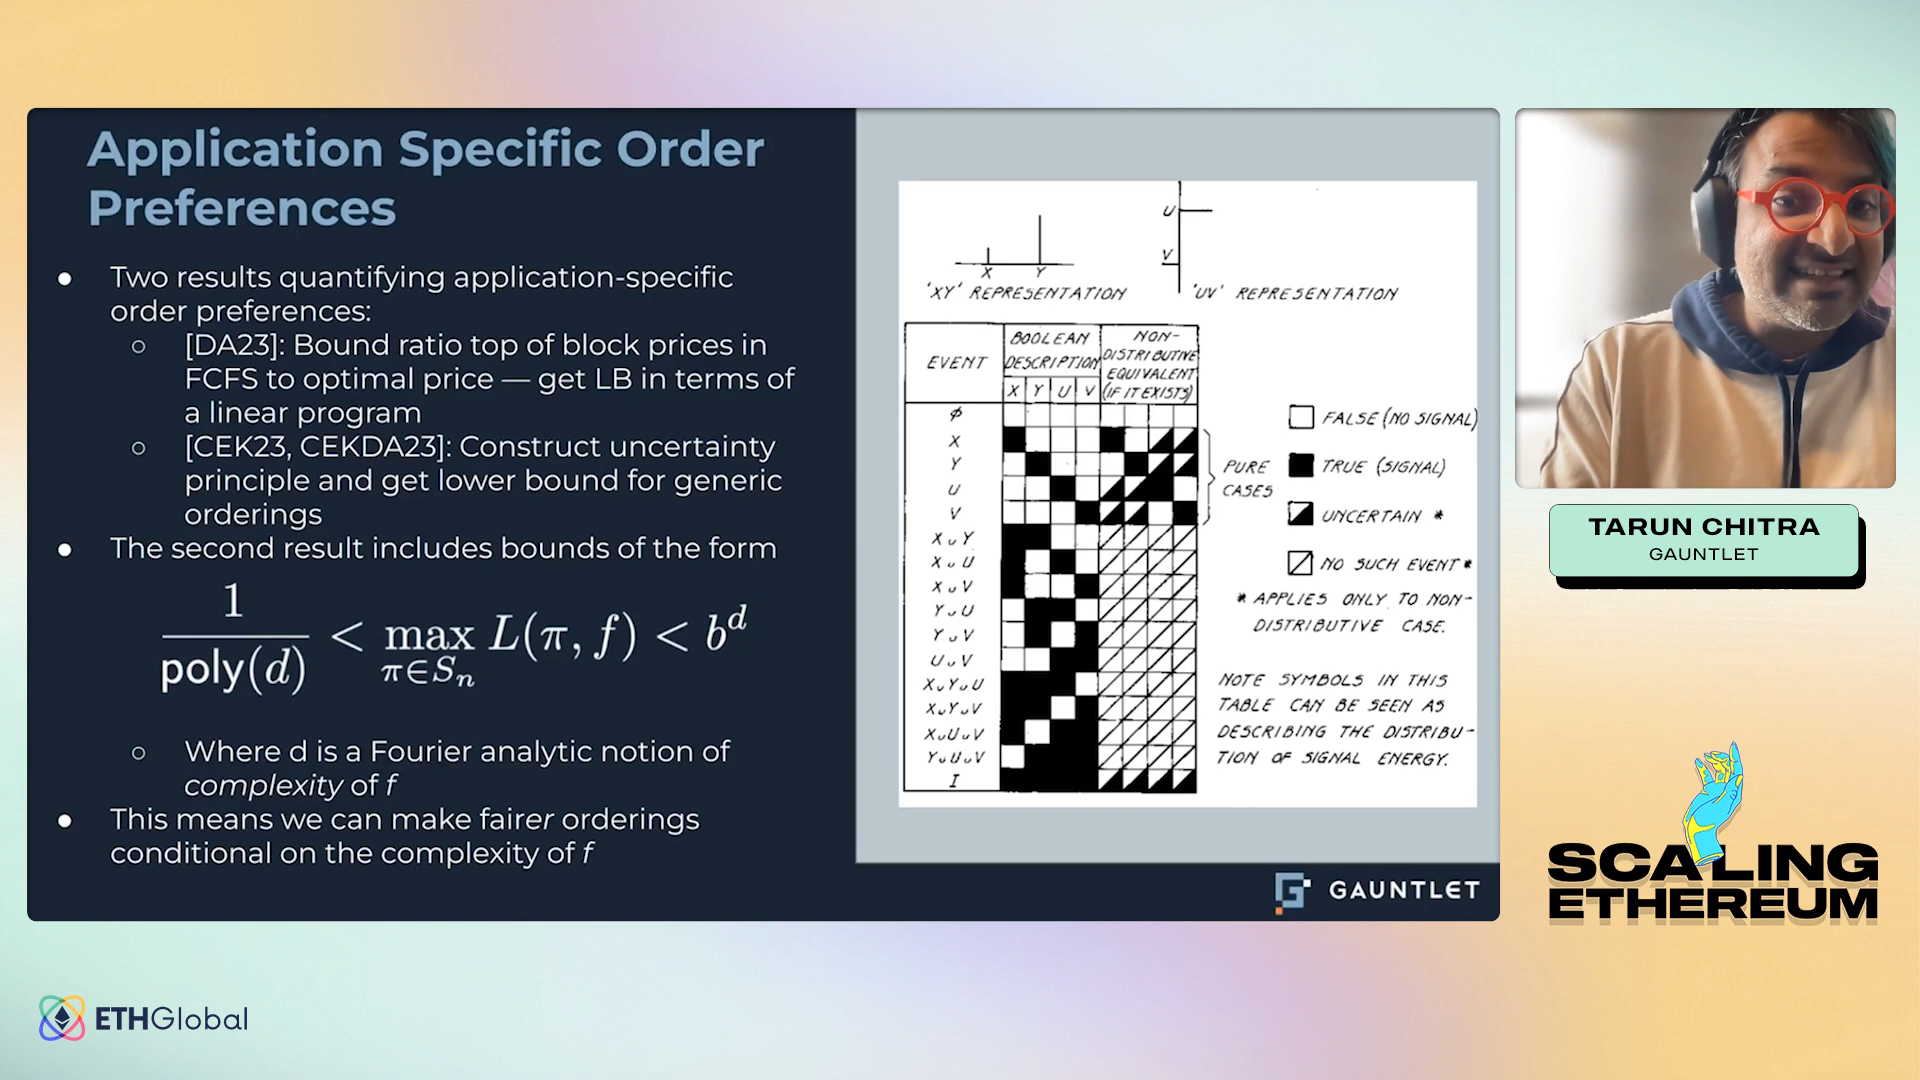 Application Specific Order
Preferences
● Two results quantifying application-specific
order preferences:
○ [DA23]: Bound ratio top of block prices in
FCFS to optimal price — get LB in terms of
a linear program
○ [CEK23, CEKDA23]: Construct uncertainty
principle and get lower bound for generic
orderings
● The second result includes bounds of the form
1/poly(d) < max_{π∈S_n} L(π, f) < b^d
○ Where d is a Fourier analytic notion of
complexity of f
● This means we can make fairer orderings
conditional on the complexity of f
X Y
'XY' REPRESENTATION
U
V
'UV' REPRESENTATION
EVENT
BOOLEAN
DESCRIPTION
X Y U V
NON-
DISTRIBUTIVE
EQUIVALENT
(IF IT EXISTS)
ϕ
X
Y
U
V
X ∪ Y
X ∪ U
X ∪ V
Y ∪ U
Y ∪ V
U ∪ V
X ∪ Y ∪ U
X ∪ Y ∪ V
X ∪ U ∪ V
Y ∪ U ∪ V
I
PURE
CASES
FALSE (NO SIGNAL)
TRUE (SIGNAL)
UNCERTAIN *
NO SUCH EVENT *
* APPLIES ONLY TO NON-
DISTRIBUTIVE CASE.
NOTE SYMBOLS IN THIS
TABLE CAN BE SEEN AS
DESCRIBING THE DISTRIBU-
TION OF SIGNAL ENERGY.
GAUNTLET
TARUN CHITRA
GAUNTLET
SCALING
ETHEREUM
ETHGlobal